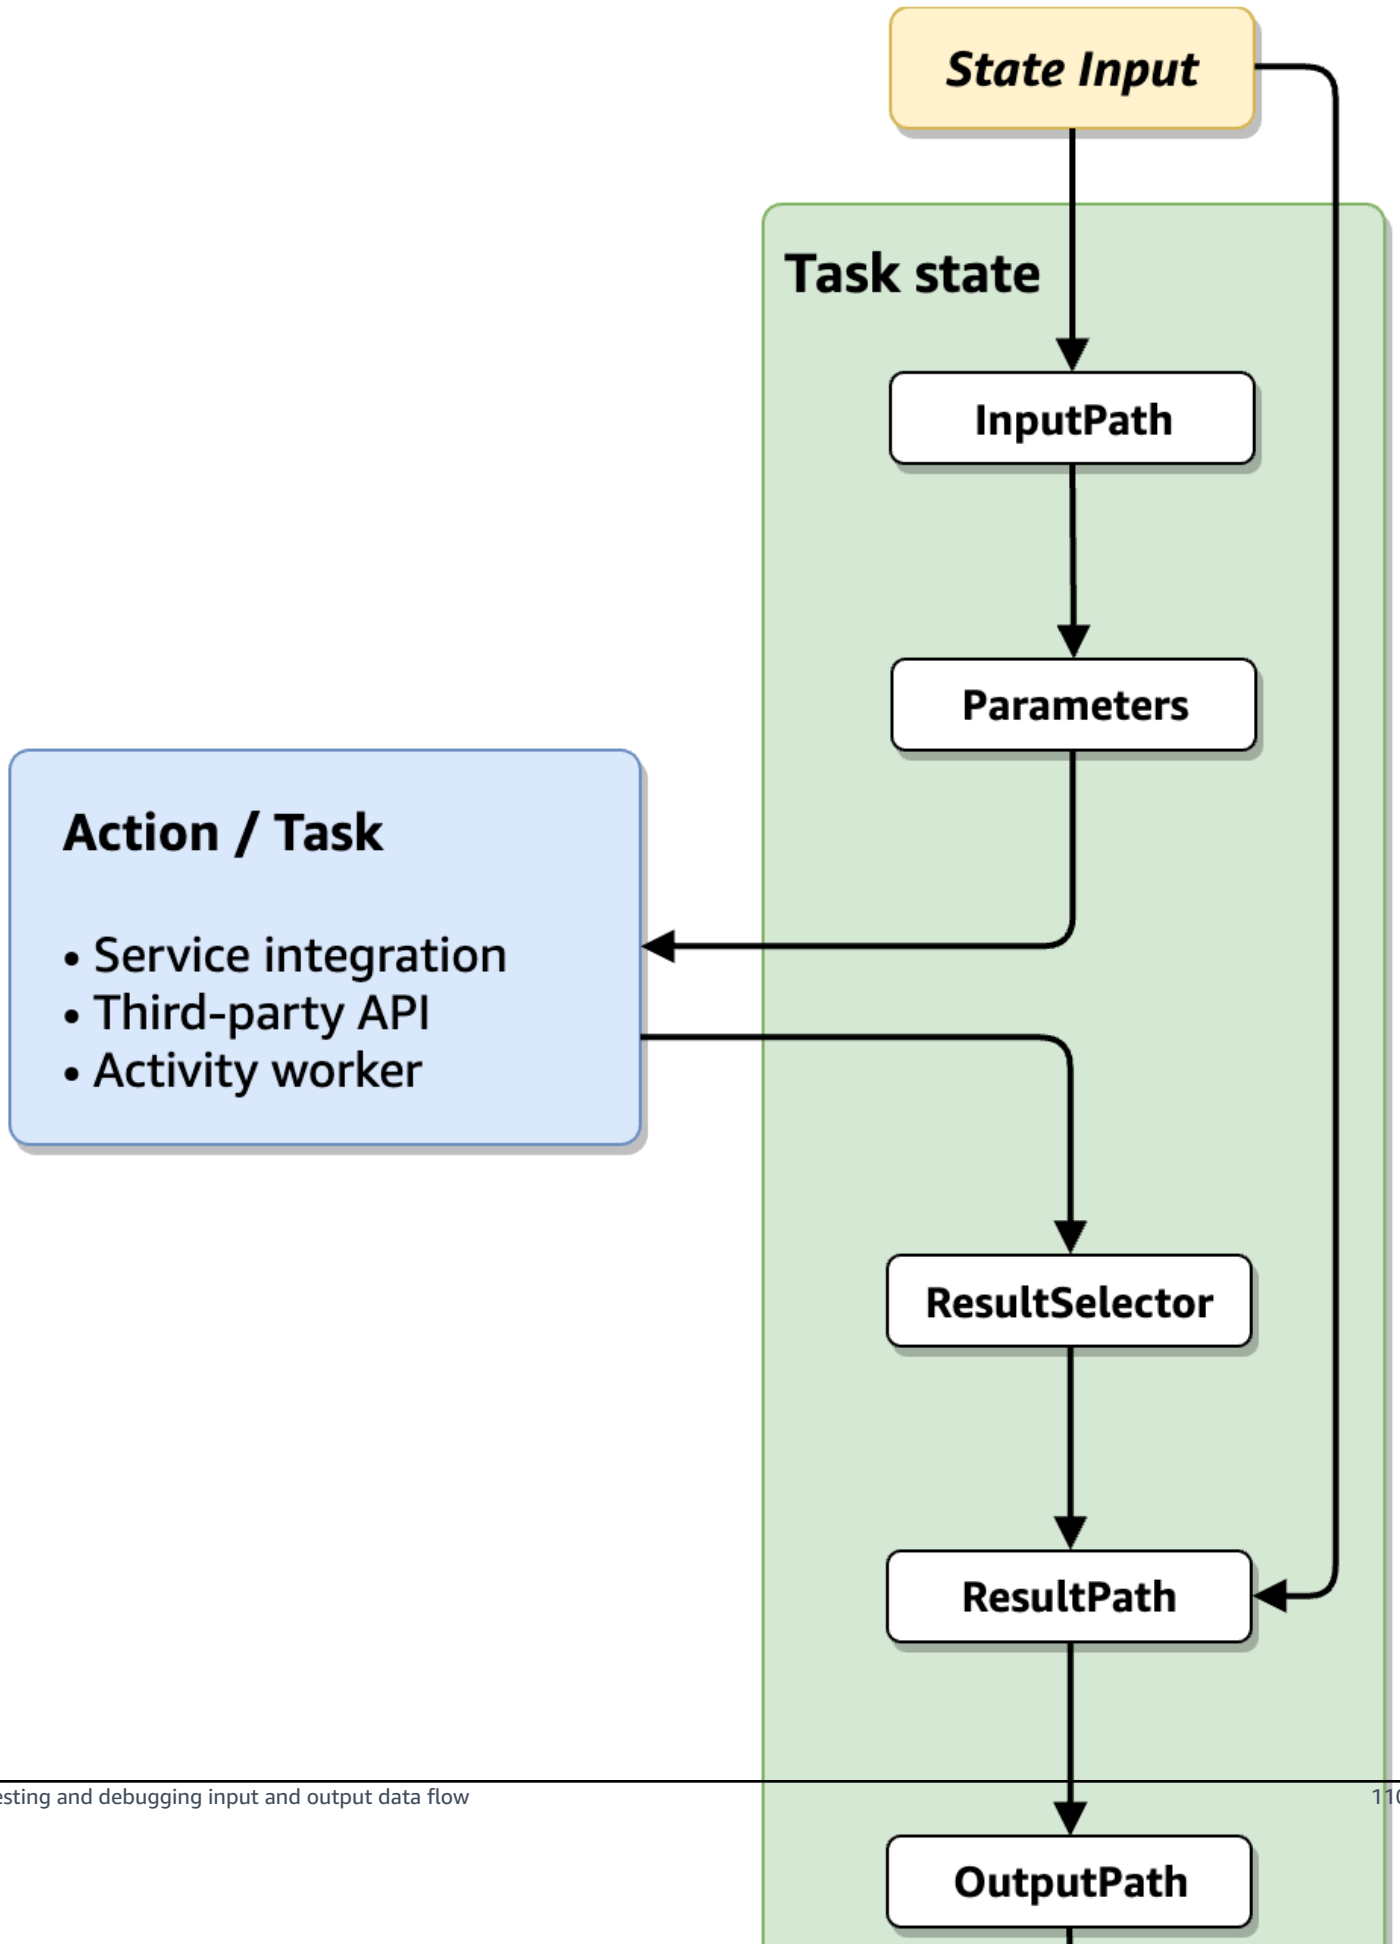 State Input
Task state
InputPath
Parameters
Action / Task
• Service integration
• Third-party API
• Activity worker
ResultSelector
ResultPath
esting and debugging input and output data flow
110
OutputPath